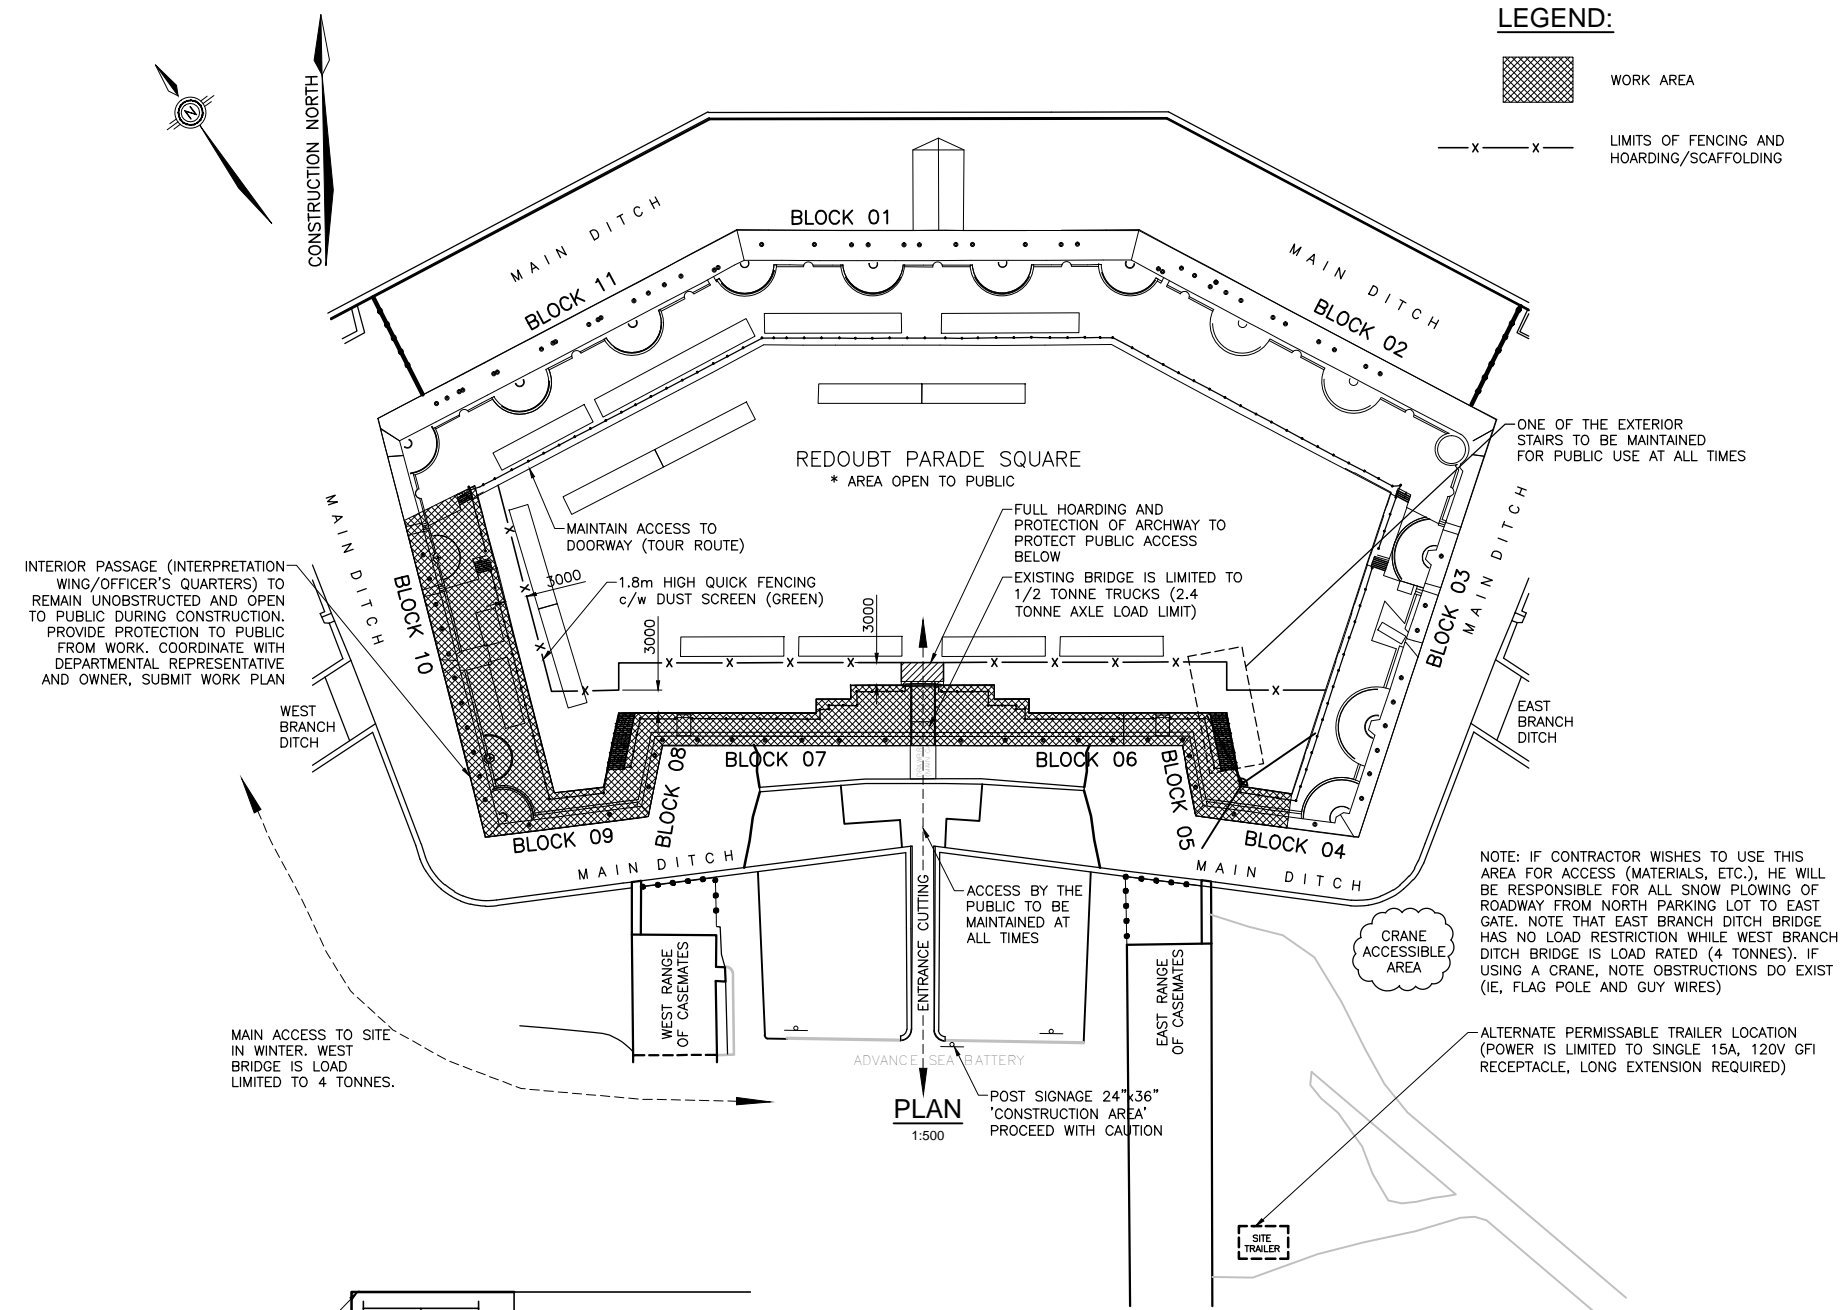 LEGEND:
WORK AREA
LIMITS OF FENCING AND
HOARDING/SCAFFOLDING
CONSTRUCTION NORTH
N
MAIN DITCH
BLOCK 01
MAIN DITCH
BLOCK 11
BLOCK 02
REDOUBT PARADE SQUARE
* AREA OPEN TO PUBLIC
ONE OF THE EXTERIOR
STAIRS TO BE MAINTAINED
FOR PUBLIC USE AT ALL TIMES
MAINTAIN ACCESS TO
DOORWAY (TOUR ROUTE)
FULL HOARDING AND
PROTECTION OF ARCHWAY TO
PROTECT PUBLIC ACCESS
BELOW
EXISTING BRIDGE IS LIMITED TO
1/2 TONNE TRUCKS (2.4
TONNE AXLE LOAD LIMIT)
3000
1.8m HIGH QUICK FENCING
c/w DUST SCREEN (GREEN)
3000
3000
INTERIOR PASSAGE (INTERPRETATION
WING/OFFICER'S QUARTERS) TO
REMAIN UNOBSTRUCTED AND OPEN
TO PUBLIC DURING CONSTRUCTION.
PROVIDE PROTECTION TO PUBLIC
FROM WORK. COORDINATE WITH
DEPARTMENTAL REPRESENTATIVE
AND OWNER, SUBMIT WORK PLAN
MAIN DITCH
BLOCK 10
MAIN DITCH
BLOCK 03
WEST
BRANCH
DITCH
EAST
BRANCH
DITCH
BLOCK 09
BLOCK 08
BLOCK 07
BLOCK 06
BLOCK 05
BLOCK 04
MAIN DITCH
MAIN DITCH
ACCESS BY THE
PUBLIC TO BE
MAINTAINED AT
ALL TIMES
ENTRANCE CUTTING
WEST RANGE
OF CASEMATES
EAST RANGE
OF CASEMATES
CRANE
ACCESSIBLE
AREA
NOTE: IF CONTRACTOR WISHES TO USE THIS
AREA FOR ACCESS (MATERIALS, ETC.), HE WILL
BE RESPONSIBLE FOR ALL SNOW PLOWING OF
ROADWAY FROM NORTH PARKING LOT TO EAST
GATE. NOTE THAT EAST BRANCH DITCH BRIDGE
HAS NO LOAD RESTRICTION WHILE WEST BRANCH
DITCH BRIDGE IS LOAD RATED (4 TONNES). IF
USING A CRANE, NOTE OBSTRUCTIONS DO EXIST
(IE, FLAG POLE AND GUY WIRES)
MAIN ACCESS TO SITE
IN WINTER. WEST
BRIDGE IS LOAD
LIMITED TO 4 TONNES.
ADVANCE SEA BATTERY
ALTERNATE PERMISSABLE TRAILER LOCATION
(POWER IS LIMITED TO SINGLE 15A, 120V GFI
RECEPTACLE, LONG EXTENSION REQUIRED)
PLAN
1:500
POST SIGNAGE 24"x36"
'CONSTRUCTION AREA'
PROCEED WITH CAUTION
SITE
TRAILER